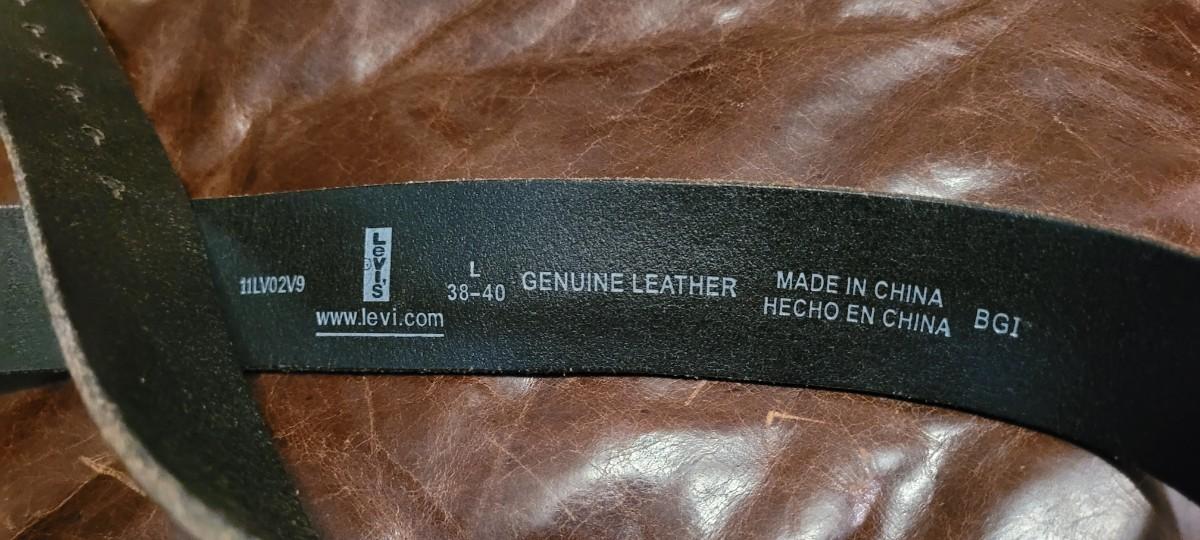 11LV02V9
Levi's
®
www.levi.com
L
38-40
GENUINE LEATHER
MADE IN CHINA
HECHO EN CHINA
BGI